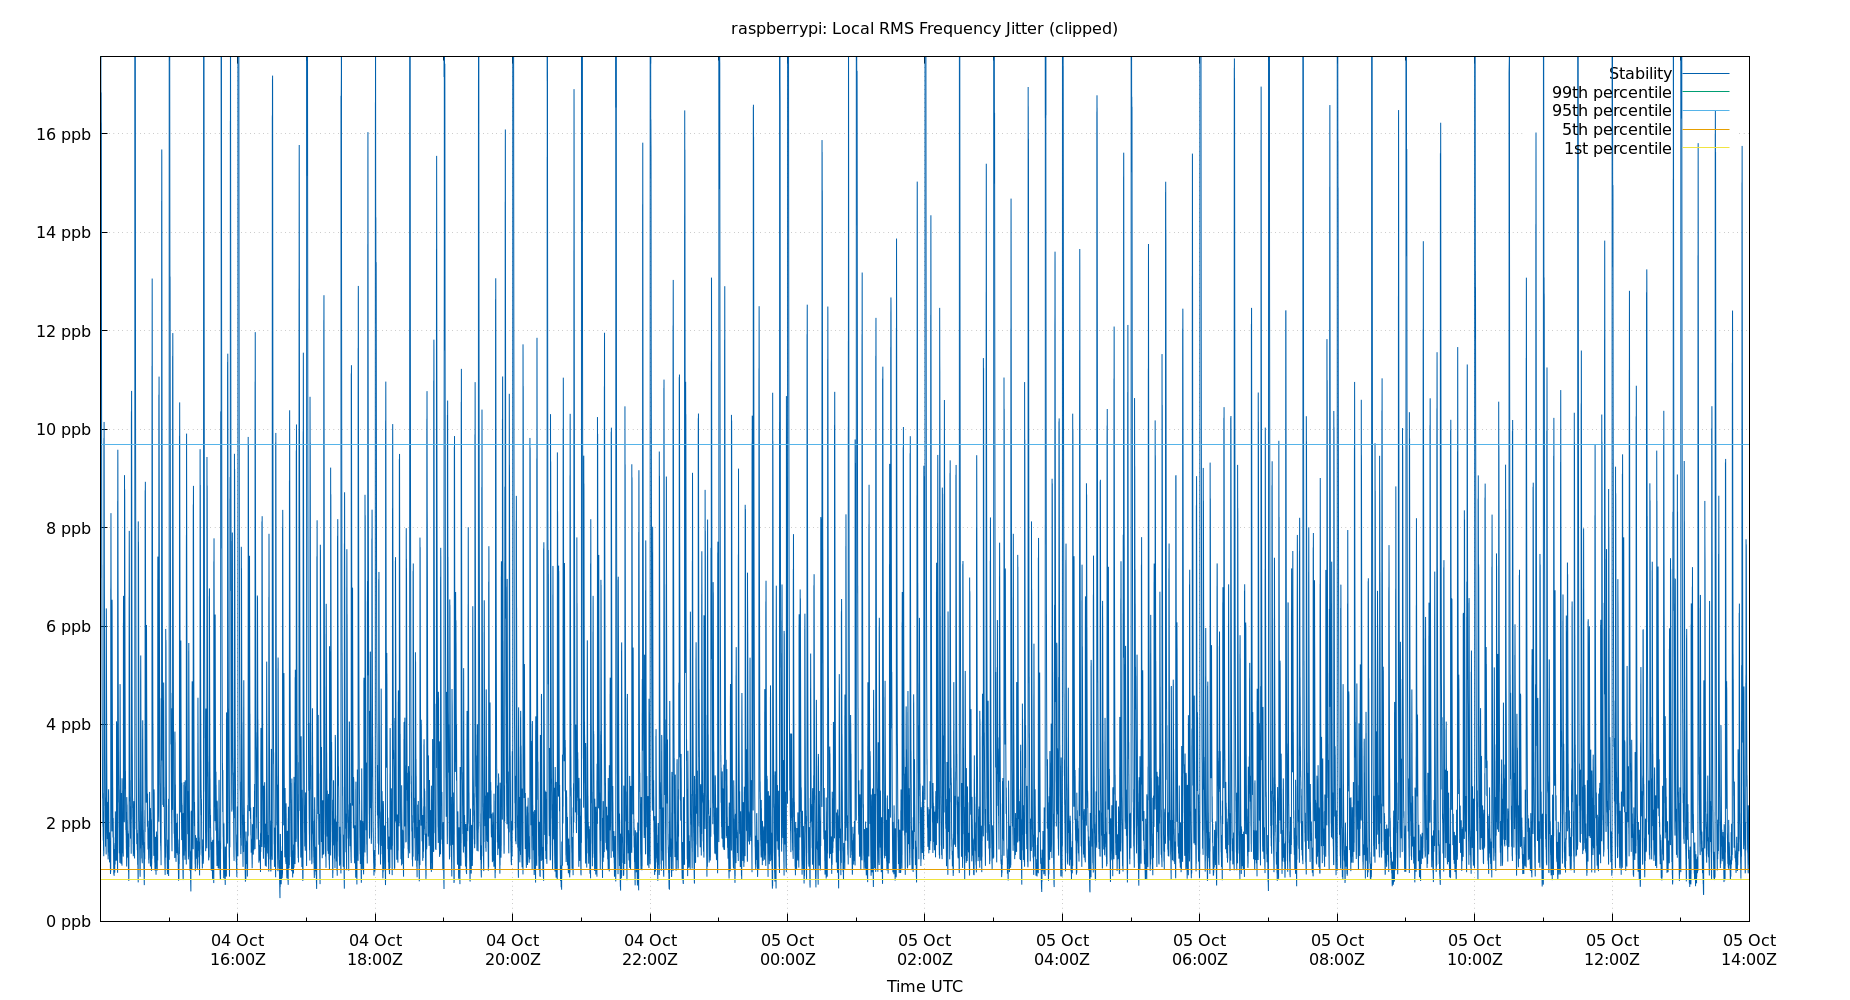 raspberrypi: Local RMS Frequency Jitter (clipped)
Stability
99th percentile
95th percentile
5th percentile
1st percentile
16 ppb
14 ppb
12 ppb
10 ppb
8 ppb
6 ppb
4 ppb
2 ppb
0 ppb
04 Oct 04 Oct 04 Oct 04 Oct 05 Oct 05 Oct 05 Oct 05 Oct 05 Oct 05 Oct 05 Oct 05 Oct
16:00Z 18:00Z 20:00Z 22:00Z 00:00Z 02:00Z 04:00Z 06:00Z 08:00Z 10:00Z 12:00Z 14:00Z
Time UTC